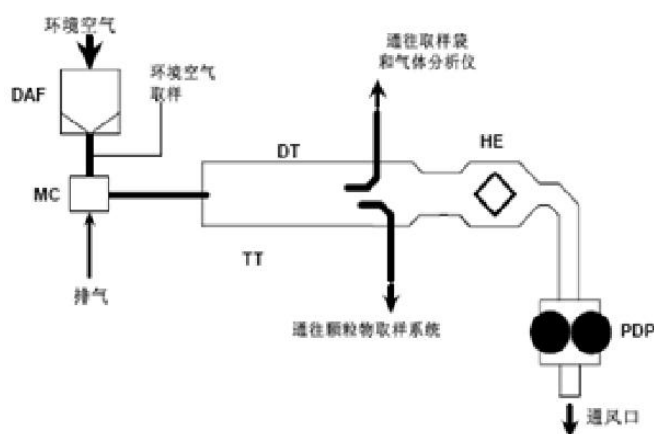 环境空气
环境空气
取样
DAF
MC
排气
DT
TT
通往取样袋
和气体分析仪
HE
通往颗粒物取样系统
PDP
通风口